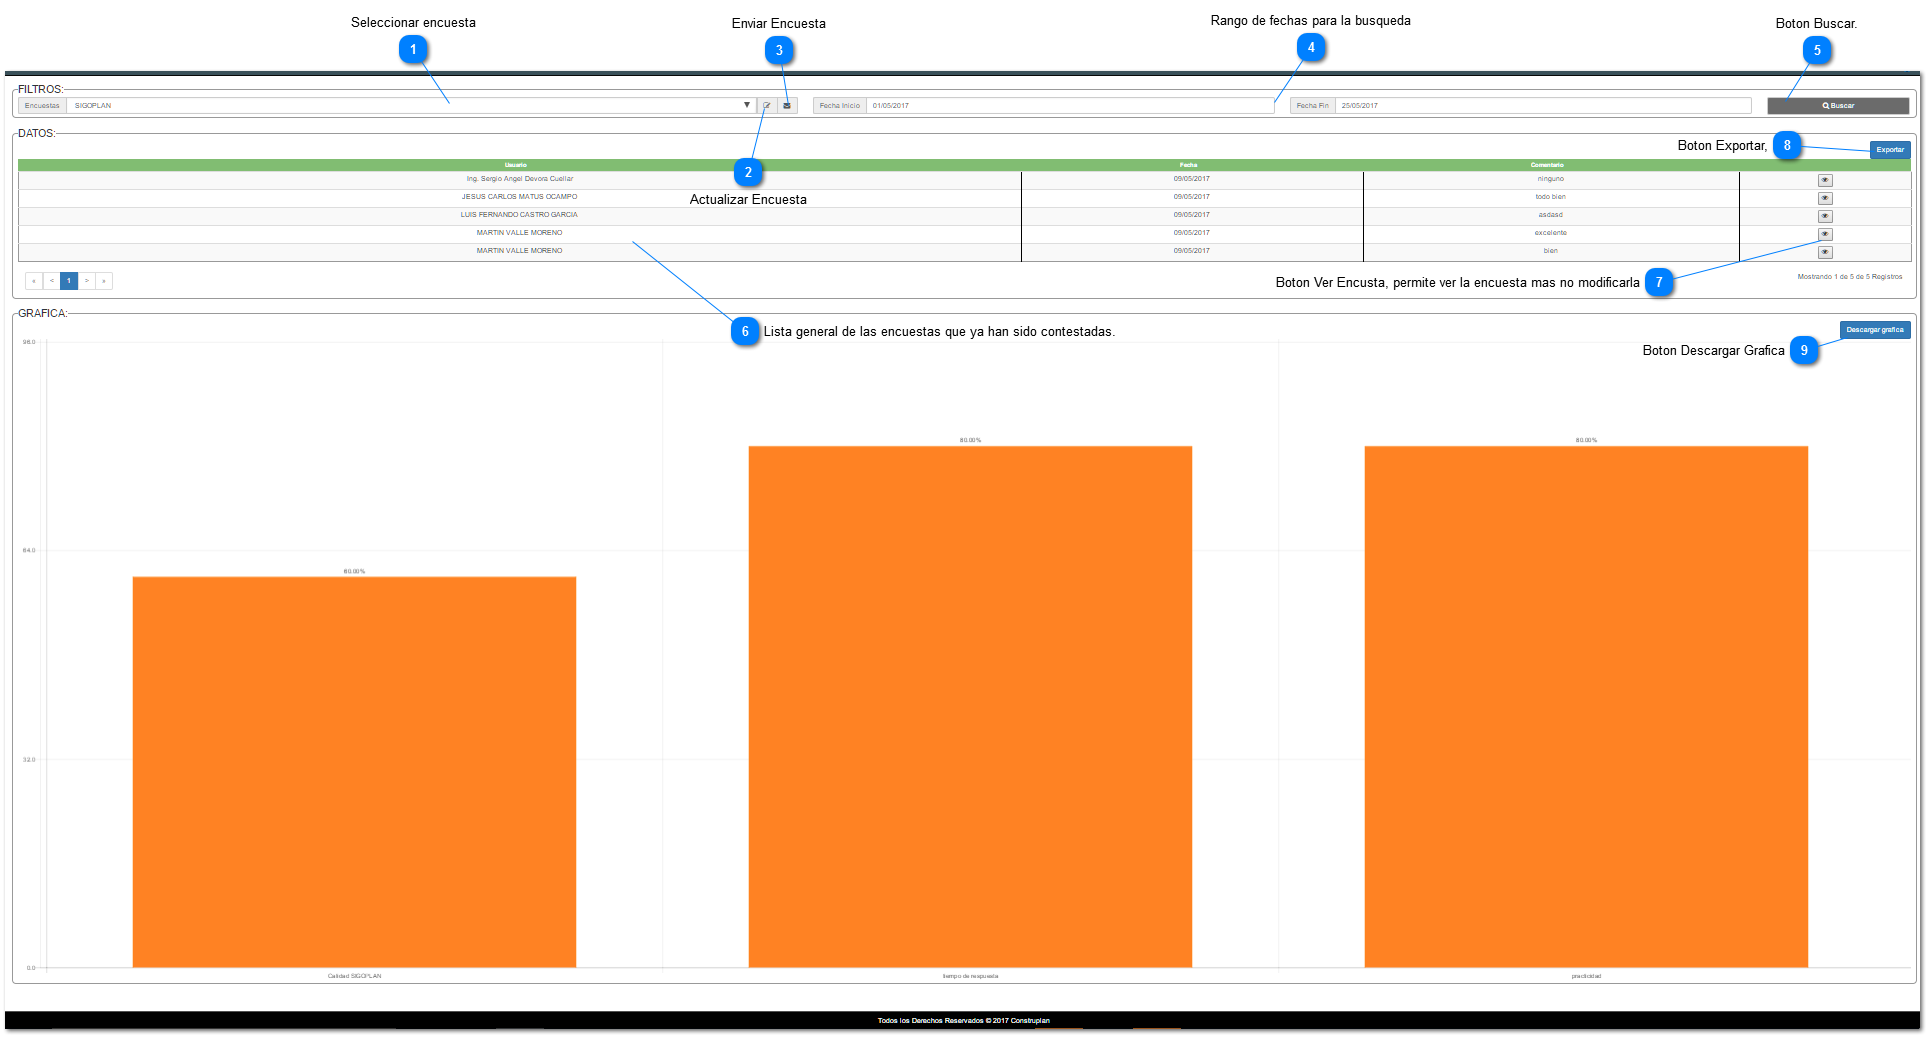 Seleccionar encuesta
1
Enviar Encuesta
3
Rango de fechas para la busqueda
4
Boton Buscar.
5
FILTROS:
Encuestas SIGOPLAN
Fecha Inicio 01/05/2017
Fecha Fin 25/05/2017
Buscar
DATOS:
Boton Exportar, 8
Exportar
Usuario Fecha Comentario
Ing. Sergio Angel Devora Cuellar 09/05/2017 ninguno
JESUS CARLOS MATUS OCAMPO 09/05/2017 todo bien
LUIS FERNANDO CASTRO GARCIA 09/05/2017 asdasd
MARTIN VALLE MORENO 09/05/2017 excelente
MARTIN VALLE MORENO 09/05/2017 bien
2
Actualizar Encuesta
« < 1 > »
Boton Ver Encusta, permite ver la encuesta mas no modificarla 7
Mostrando 1 de 5 de 5 Registros
GRAFICA:
6 Lista general de las encuestas que ya han sido contestadas.
Descargar grafica
Boton Descargar Grafica 9
96.0
64.0
32.0
0.0
60.00%
80.00%
80.00%
Calidad SIGOPLAN
tiempo de respuesta
practicidad
Todos los Derechos Reservados © 2017 Construplan